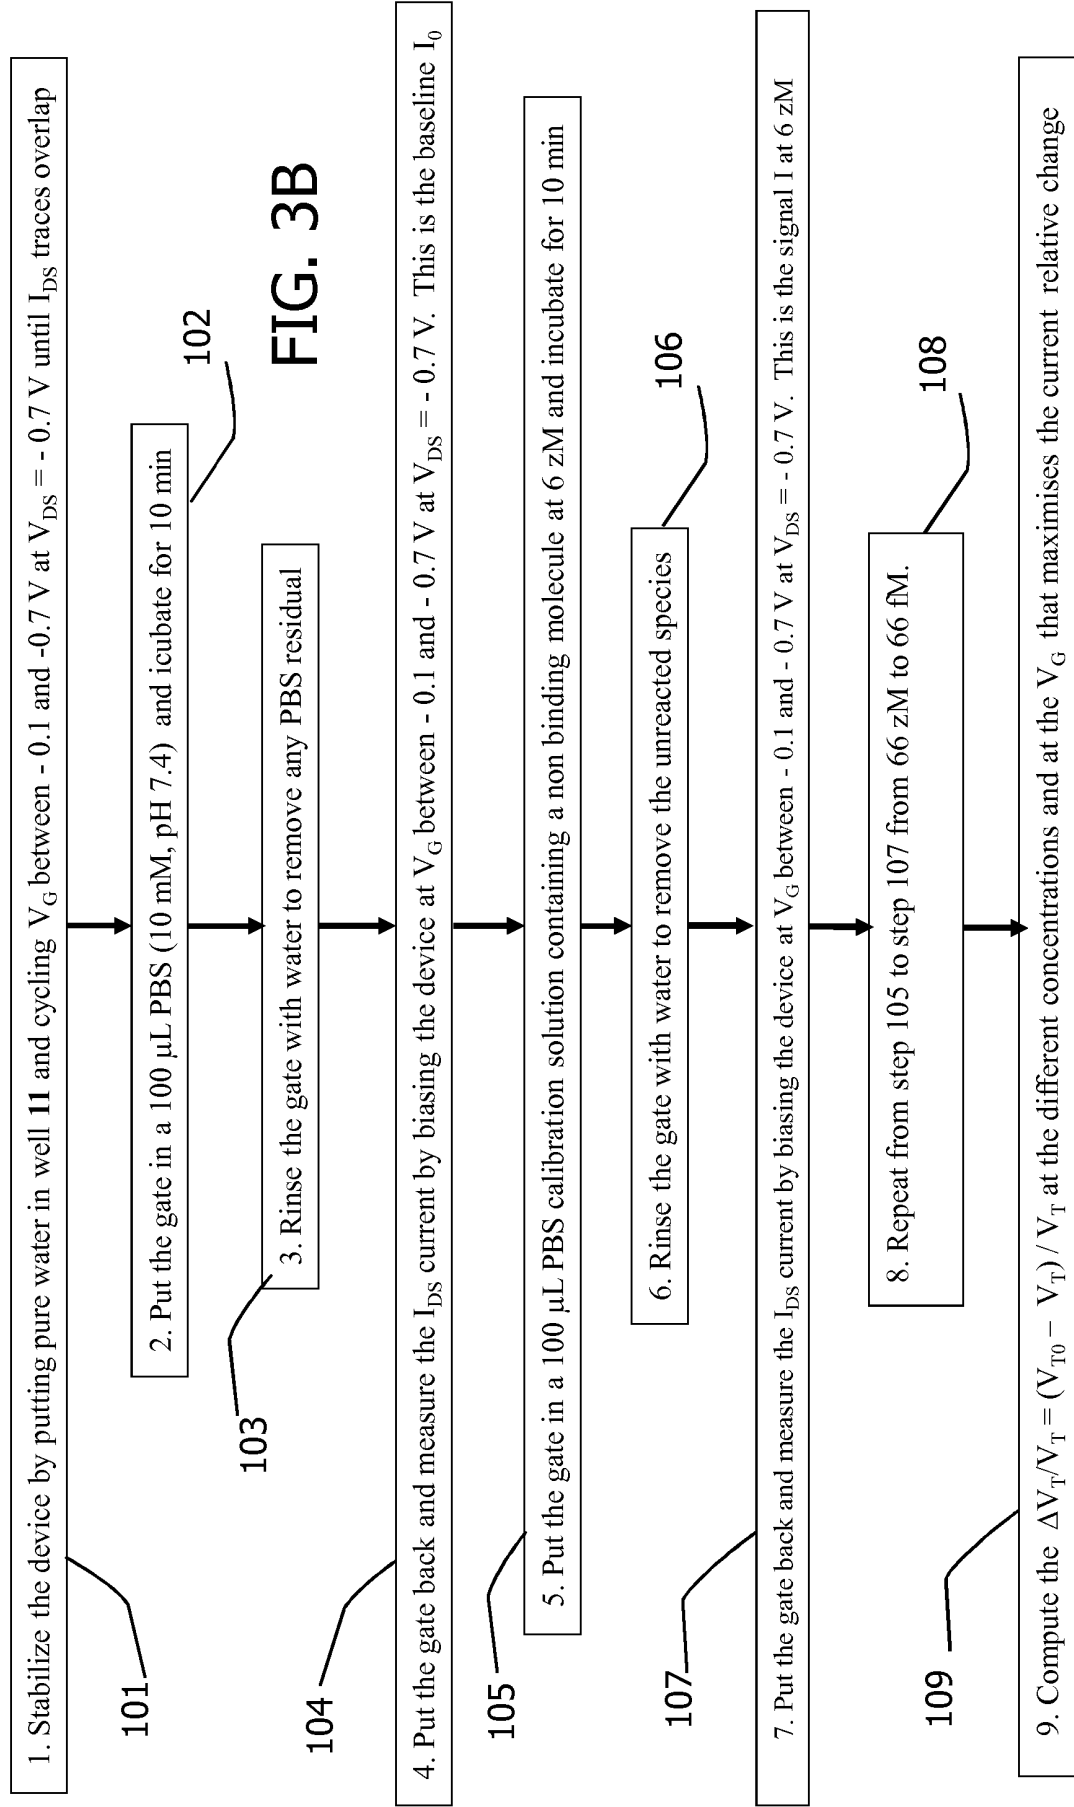 1. Stabilize the device by putting pure water in well 11 and cycling V_G between - 0.1 and -0.7 V at V_DS = - 0.7 V until I_DS traces overlap
101
2. Put the gate in a 100 μL PBS (10 mM, pH 7.4) and icubate for 10 min
102
3. Rinse the gate with water to remove any PBS residual
103
FIG. 3B
4. Put the gate back and measure the I_DS current by biasing the device at V_G between - 0.1 and - 0.7 V at V_DS = - 0.7 V. This is the baseline I_0
104
5. Put the gate in a 100 μL PBS calibration solution containing a non binding molecule at 6 zM and incubate for 10 min
105
6. Rinse the gate with water to remove the unreacted species
106
7. Put the gate back and measure the I_DS current by biasing the device at V_G between - 0.1 and - 0.7 V at V_DS = - 0.7 V. This is the signal I at 6 zM
107
8. Repeat from step 105 to step 107 from 66 zM to 66 fM.
108
9. Compute the ΔV_T/V_T = (V_T0 – V_T) / V_T at the different concentrations and at the V_G that maximises the current relative change
109